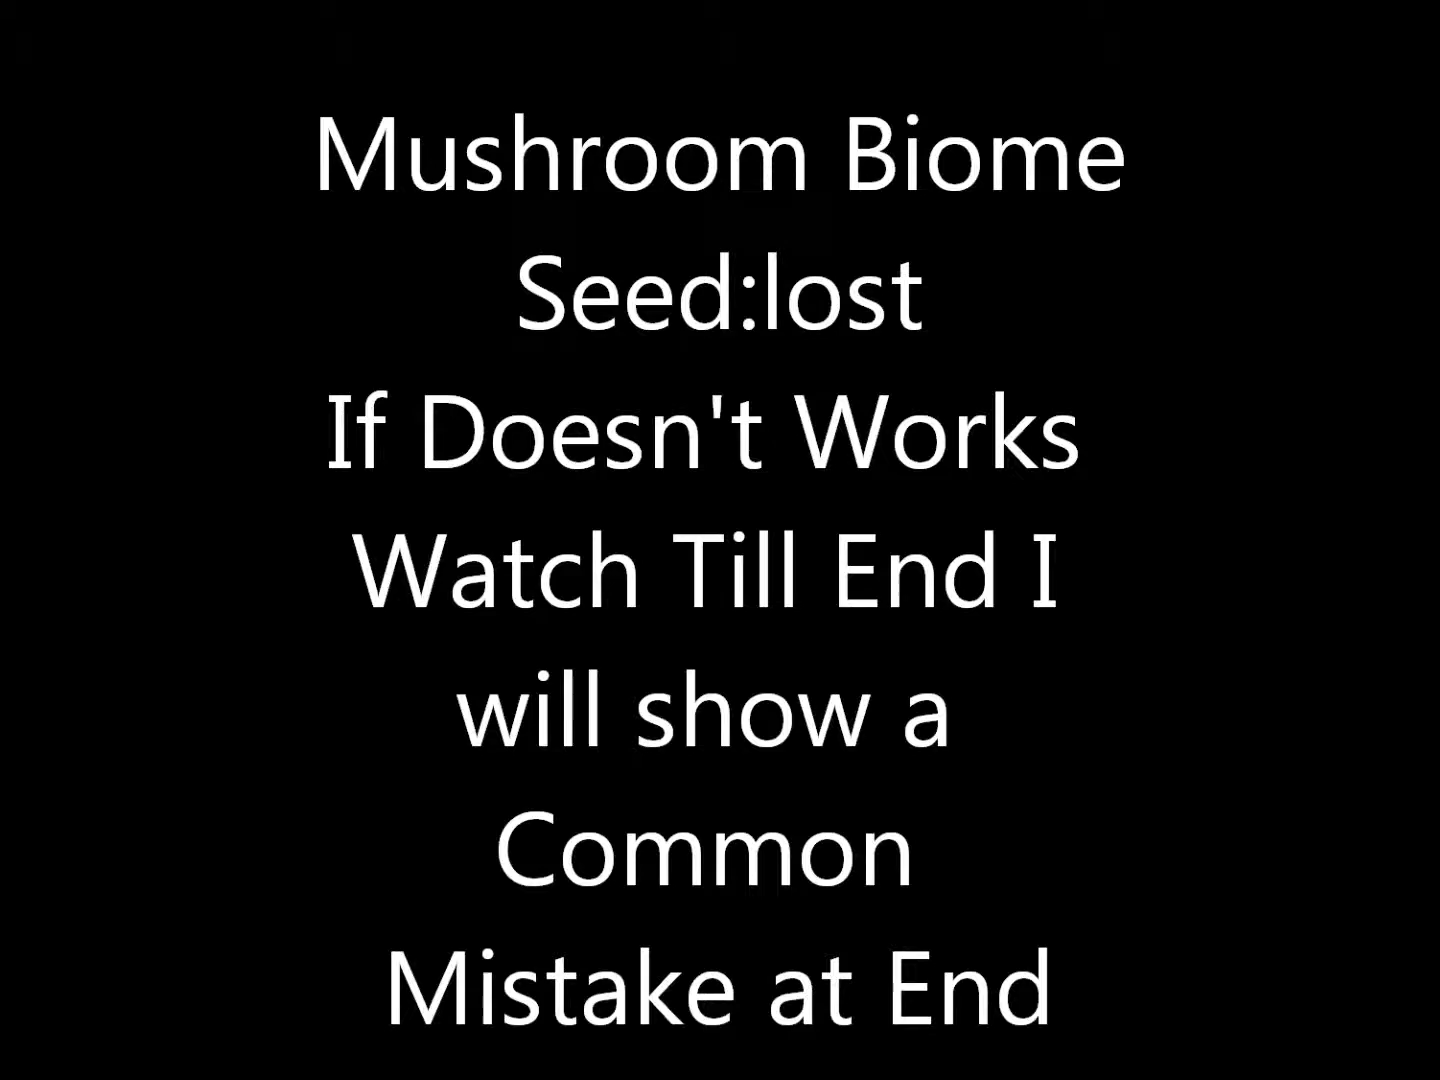 Mushroom Biome
Seed:lost
If Doesn't Works
Watch Till End I
will show a
Common
Mistake at End